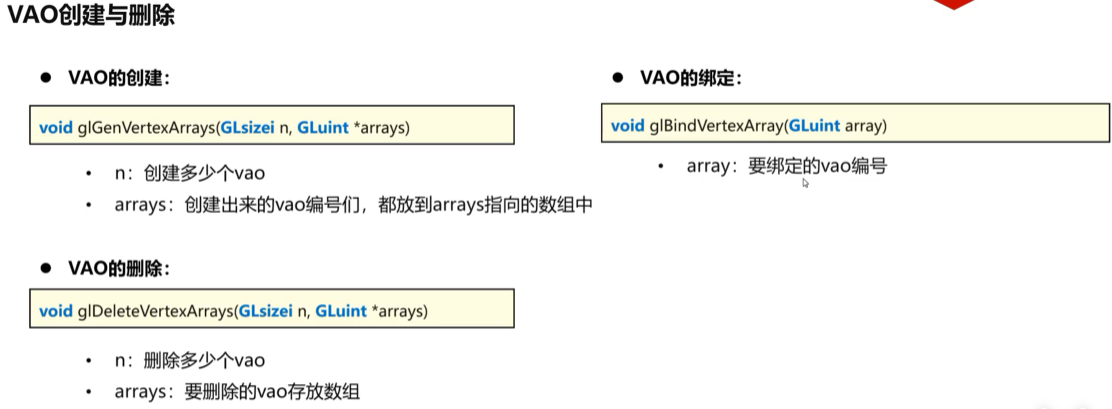 VAO创建与删除
● VAO的创建：
void glGenVertexArrays(GLsizei n, GLuint *arrays)
• n：创建多少个vao
• arrays：创建出来的vao编号们，都放到arrays指向的数组中
● VAO的删除：
void glDeleteVertexArrays(GLsizei n, GLuint *arrays)
• n：删除多少个vao
• arrays：要删除的vao存放数组
● VAO的绑定：
void glBindVertexArray(GLuint array)
• array：要绑定的vao编号